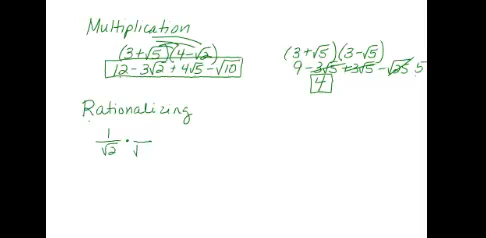 Multiplication
(3+√5)(4-√2)
12-3√2+4√5-√10
(3+√5)(3-√5)
9-3√5+3√5-√25 5
4
Rationalizing
1/√2 · —/√